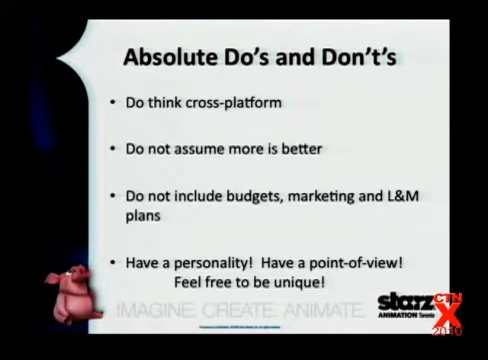 Absolute Do's and Don't's
• Do think cross-platform
• Do not assume more is better
• Do not include budgets, marketing and L&M
plans
• Have a personality! Have a point-of-view!
Feel free to be unique!
IMAGINE. CREATE. ANIMATE.
starz
ANIMATION Toronto
CTN
X
2010